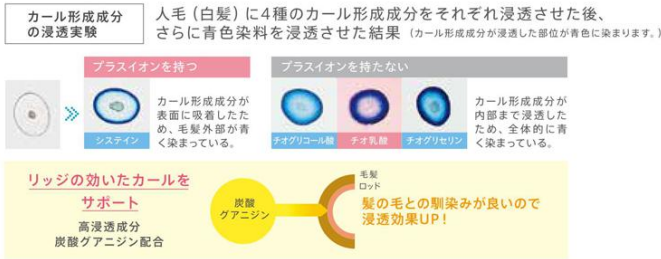 カール形成成分
の浸透実験
人毛（白髪）に4種のカール形成成分をそれぞれ浸透させた後、
さらに青色染料を浸透させた結果（カール形成成分が浸透した部位が青色に染まります。）
プラスイオンを持つ
プラスイオンを持たない
システイン
カール形成成分が
表面に吸着したた
め、毛髪外部が青
く染まっている。
チオグリコール酸
チオ乳酸
チオグリセリン
カール形成成分が
内部まで浸透した
ため、全体的に青
く染まっている。
リッジの効いたカールを
サポート
高浸透成分
炭酸グアニジン配合
炭酸
グアニジン
毛髪
ロッド
髪の毛との馴染みが良いので
浸透効果UP！